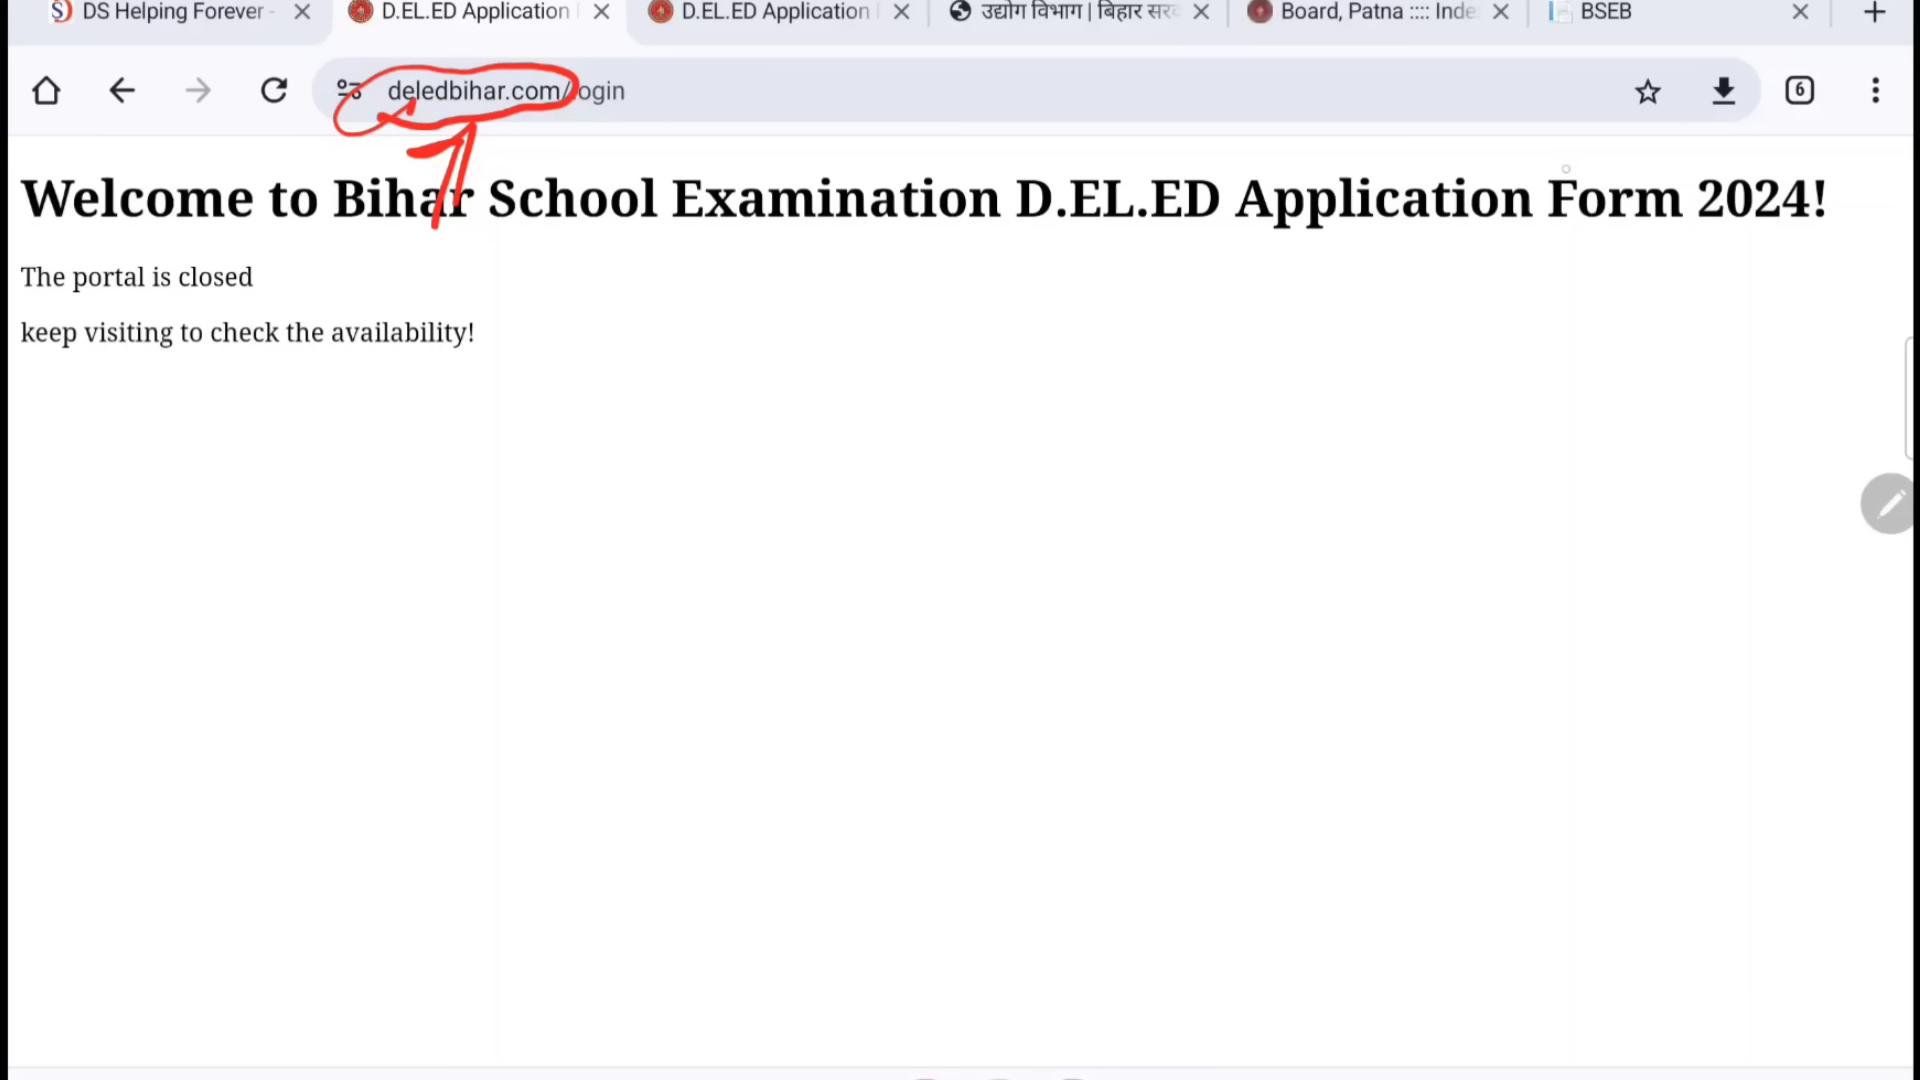 DS Helping Forever -
D.EL.ED Application
D.EL.ED Application
उद्योग विभाग | बिहार सरक
Board, Patna :::: Inde
BSEB
deledbihar.com/login
6
Welcome to Bihar School Examination D.EL.ED Application Form 2024!
The portal is closed
keep visiting to check the availability!